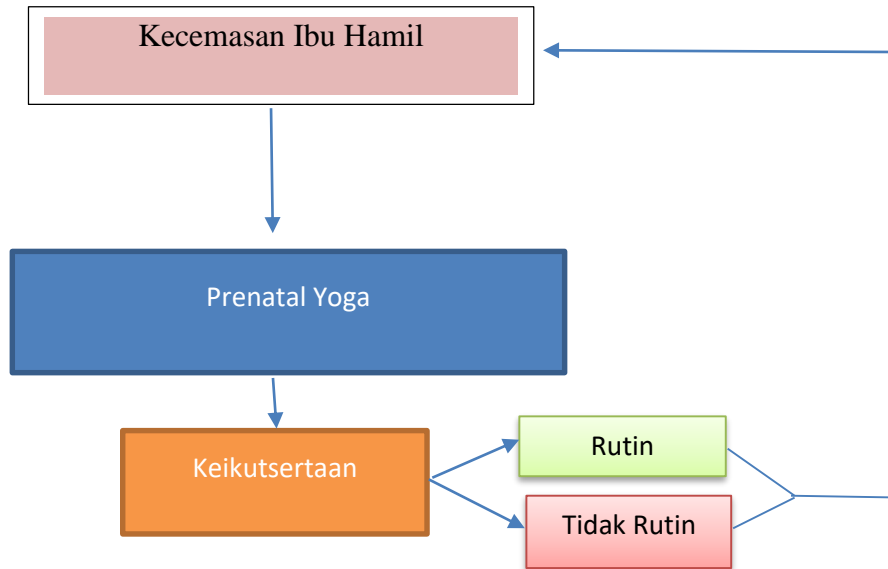 Kecemasan Ibu Hamil
Prenatal Yoga
Keikutsertaan
Rutin
Tidak Rutin